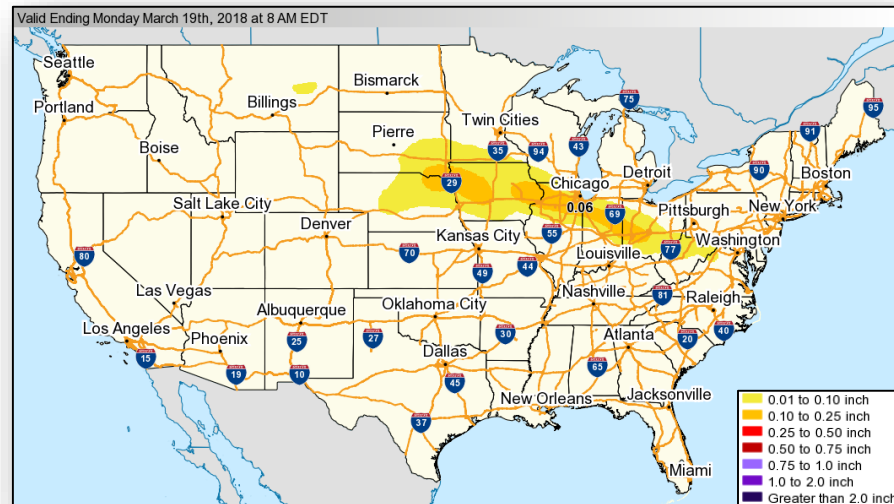 Valid Ending Monday March 19th, 2018 at 8 AM EDT
Seattle
75
95
Bismarck
Billings
Portland
Twin Cities
91
Pierre
35
94
43
Boise
90
Detroit
Boston
29
Chicago
Salt Lake City
0.06
69
Pittsburgh
New York
Denver
55
Kansas City
77
Washington
80
70
Louisville
49
44
Las Vegas
Nashville
81
Raleigh
Albuquerque
Oklahoma City
Los Angeles
Phoenix
25
27
30
Atlanta
20
40
15
Dallas
19
10
45
65
New Orleans
Jacksonville
37
Miami
0.01 to 0.10 inch
0.10 to 0.25 inch
0.25 to 0.50 inch
0.50 to 0.75 inch
0.75 to 1.0 inch
1.0 to 2.0 inch
Greater than 2.0 inch